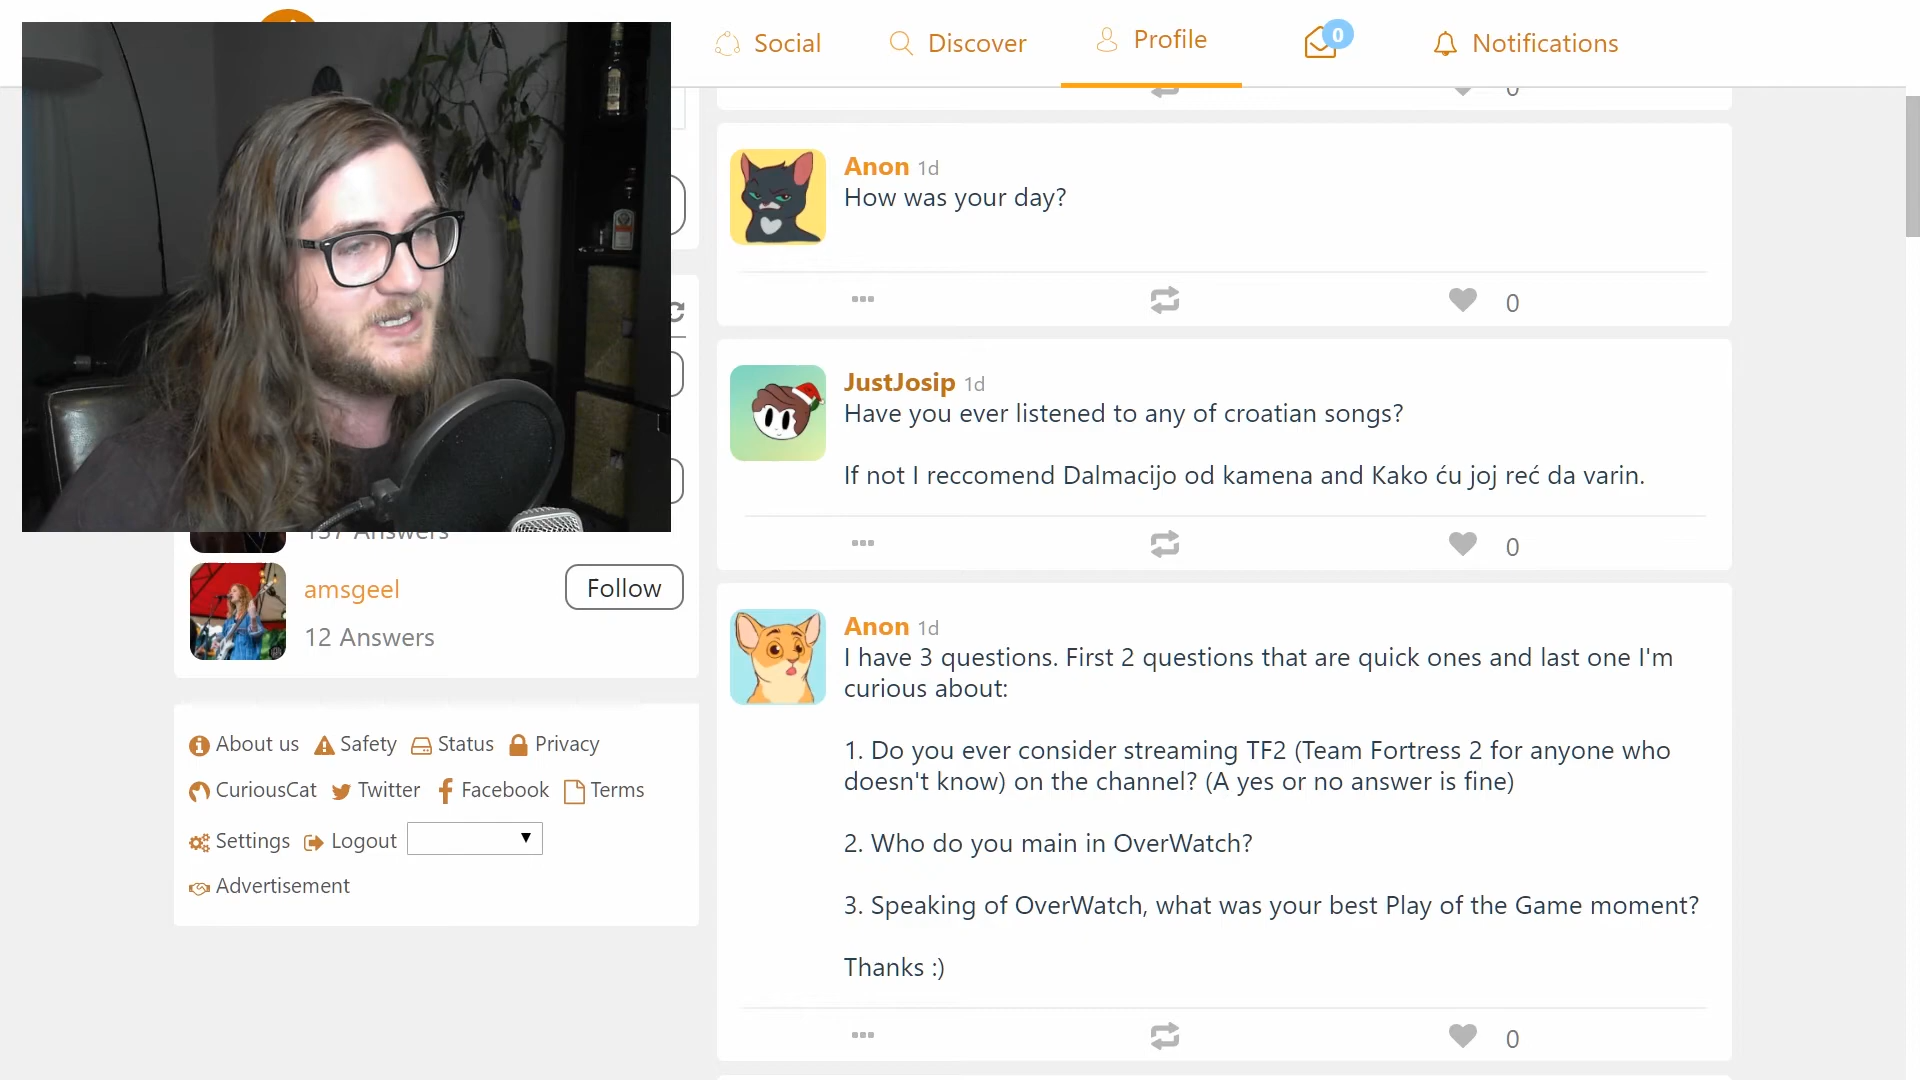 Social
Discover
Profile
0
Notifications
0
Anon 1d
How was your day?
0
JustJosip 1d
Have you ever listened to any of croatian songs?
If not I reccomend Dalmacijo od kamena and Kako ću joj reć da varin.
0
Anon 1d
I have 3 questions. First 2 questions that are quick ones and last one I'm
curious about:
1. Do you ever consider streaming TF2 (Team Fortress 2 for anyone who
doesn't know) on the channel? (A yes or no answer is fine)
2. Who do you main in OverWatch?
3. Speaking of OverWatch, what was your best Play of the Game moment?
Thanks :)
0
137 Answers
amsgeel
Follow
12 Answers
About us Safety Status Privacy
CuriousCat Twitter Facebook Terms
Settings Logout
Advertisement